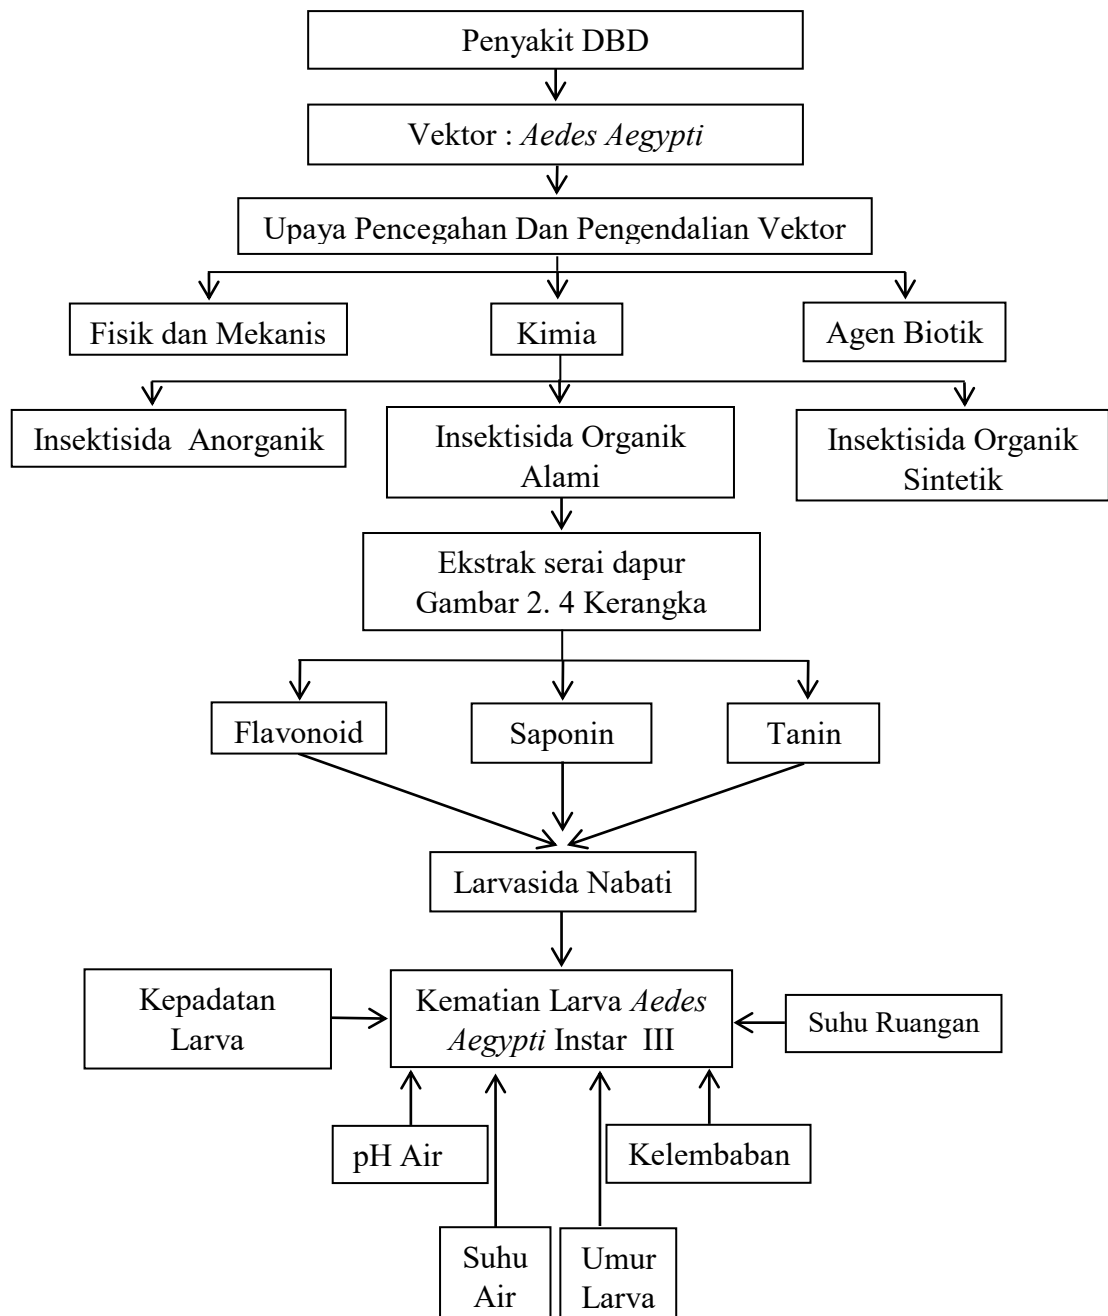 Penyakit DBD
Vektor : Aedes Aegypti
Upaya Pencegahan Dan Pengendalian Vektor
Fisik dan Mekanis
Kimia
Agen Biotik
Insektisida Anorganik
Insektisida Organik
Alami
Insektisida Organik
Sintetik
Ekstrak serai dapur
Gambar 2. 4 Kerangka
Flavonoid
Saponin
Tanin
Larvasida Nabati
Kepadatan
Larva
Kematian Larva Aedes
Aegypti Instar III
Suhu Ruangan
pH Air
Kelembaban
Suhu
Air
Umur
Larva